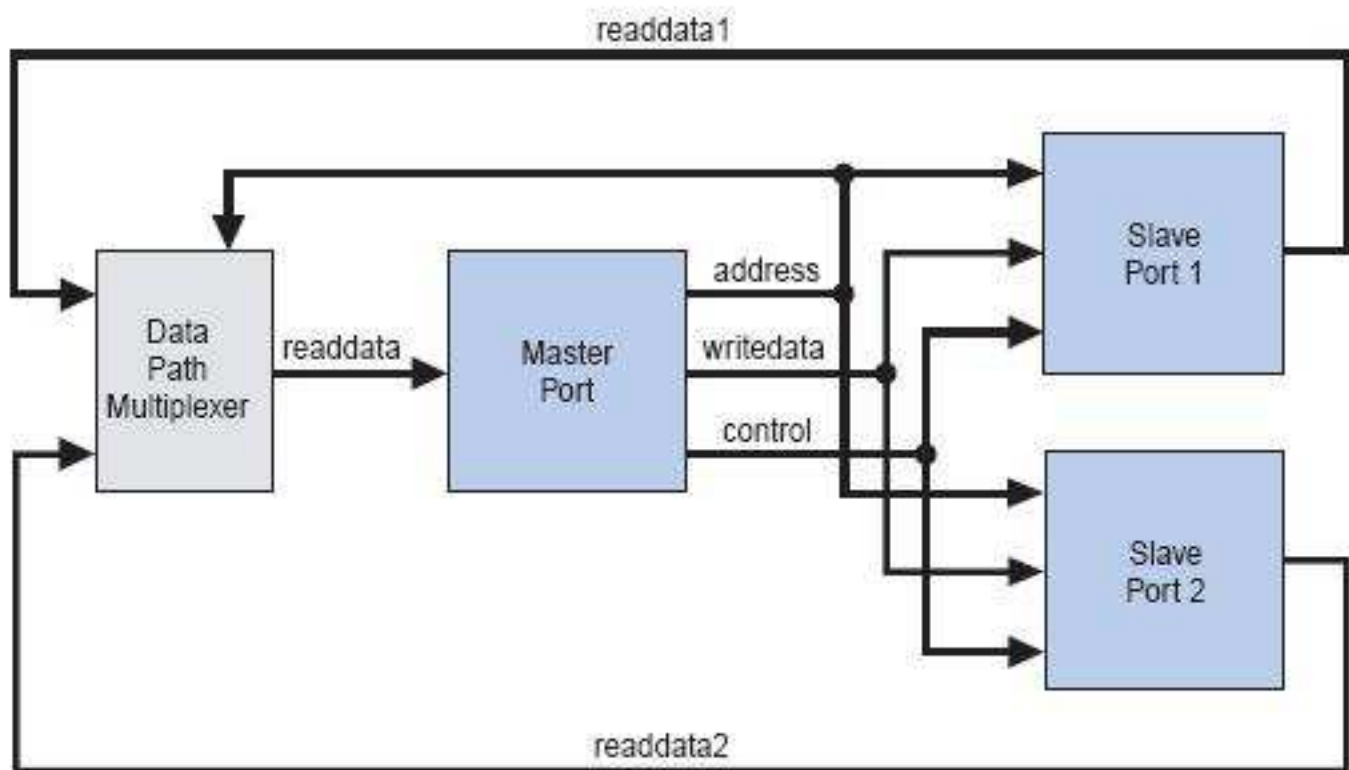 readdata1
Slave
Port 1
address
Data
Path
Multiplexer
readdata
Master
Port
writedata
control
Slave
Port 2
readdata2